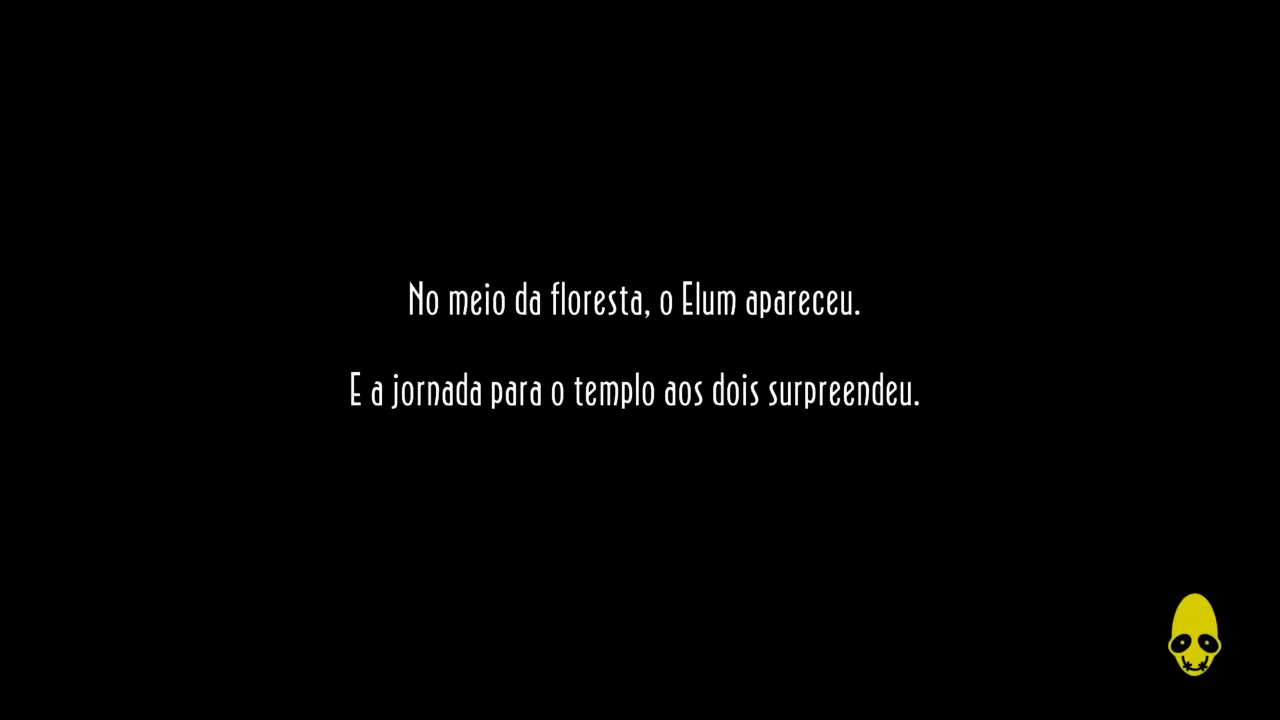 No meio da floresta, o Elum apareceu.
E a jornada para o templo aos dois surpreendeu.